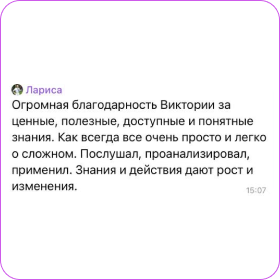 Лариса
Огромная благодарность Виктории за
ценные, полезные, доступные и понятные
знания. Как всегда все очень просто и легко
о сложном. Послушал, проанализировал,
применил. Знания и действия дают рост и
изменения.
15:07